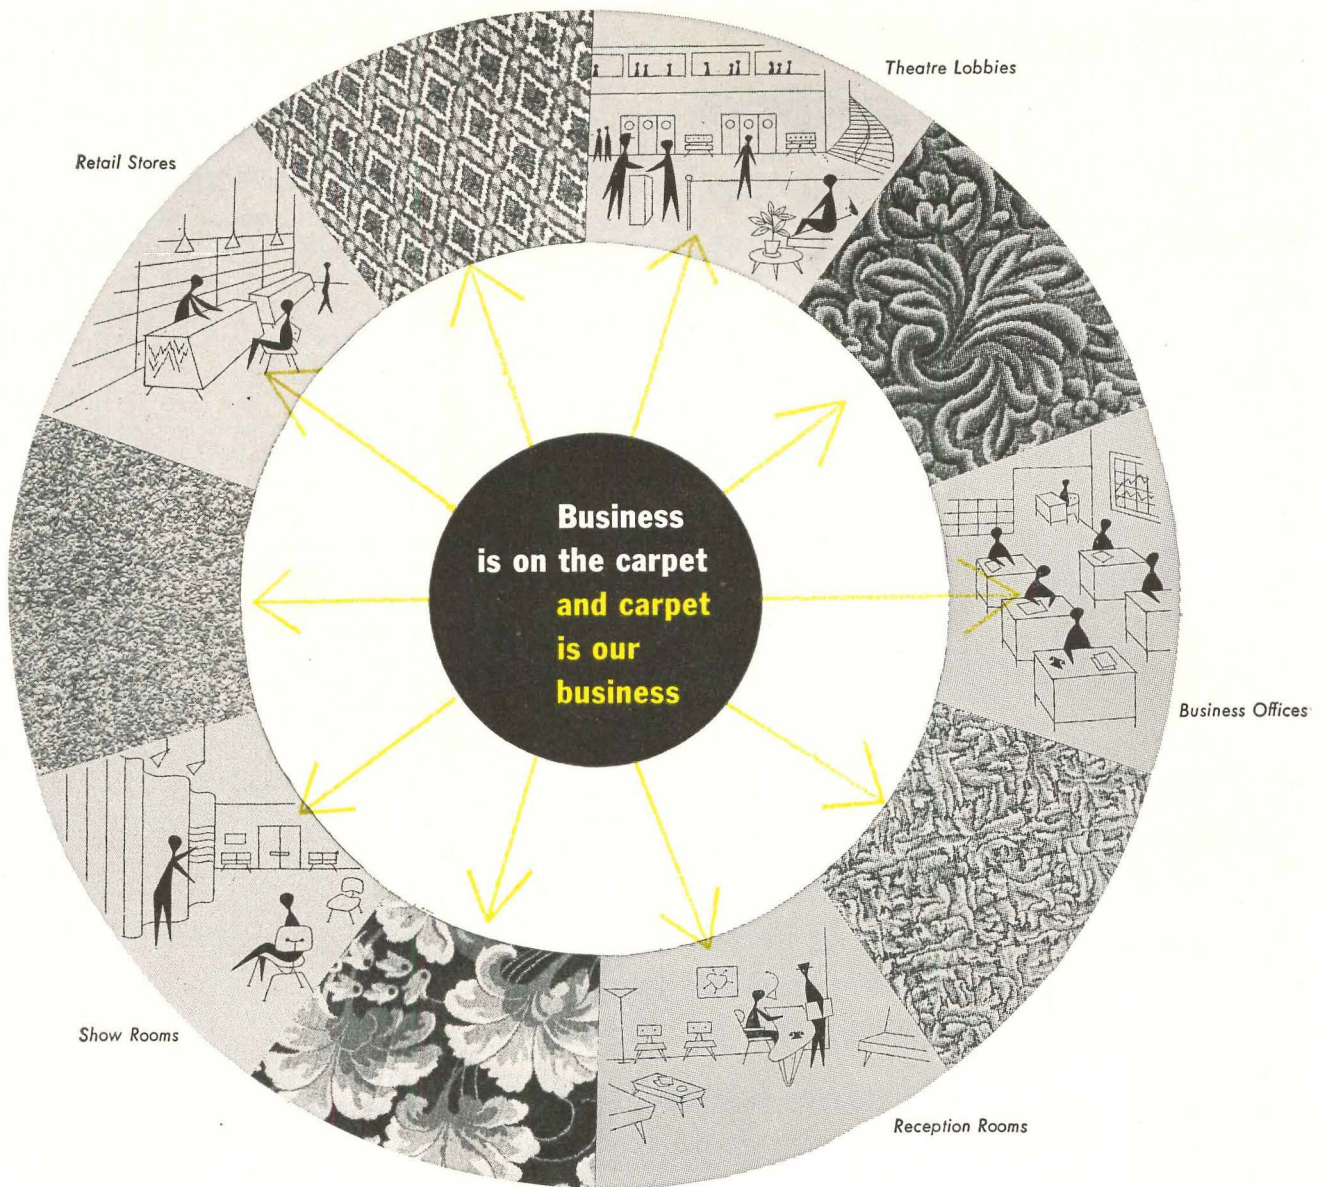 Theatre Lobbies
Retail Stores
Business
is on the carpet
and carpet
is our
business
Business Offices
Show Rooms
Reception Rooms